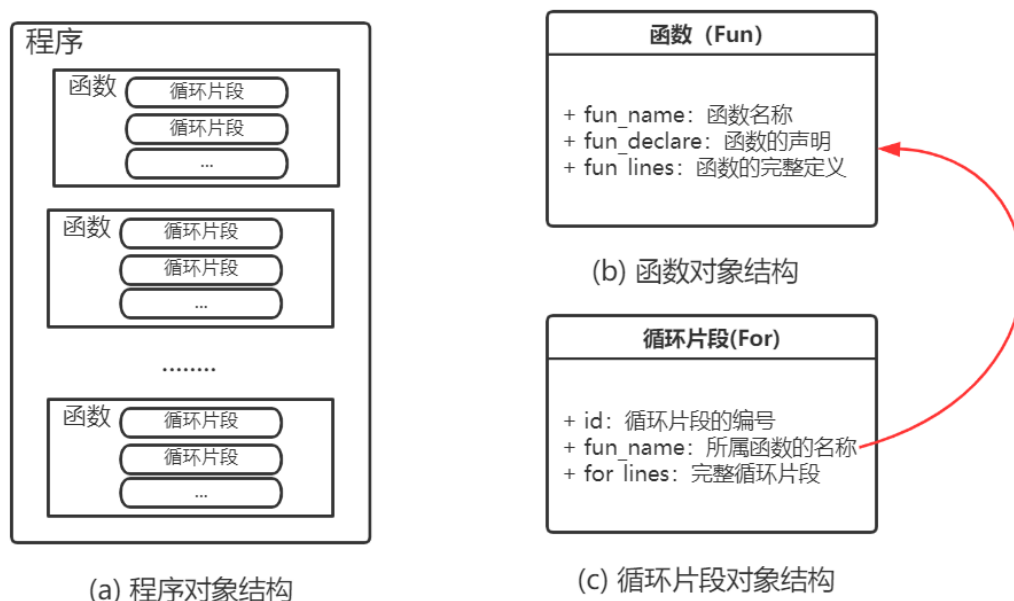 程序
函数
循环片段
循环片段
...
函数
循环片段
循环片段
...
........
函数
循环片段
循环片段
...
(a) 程序对象结构
函数（Fun）
+ fun_name：函数名称
+ fun_declare：函数的声明
+ fun_lines：函数的完整定义
(b) 函数对象结构
循环片段(For)
+ id：循环片段的编号
+ fun_name：所属函数的名称
+ for_lines：完整循环片段
(c) 循环片段对象结构